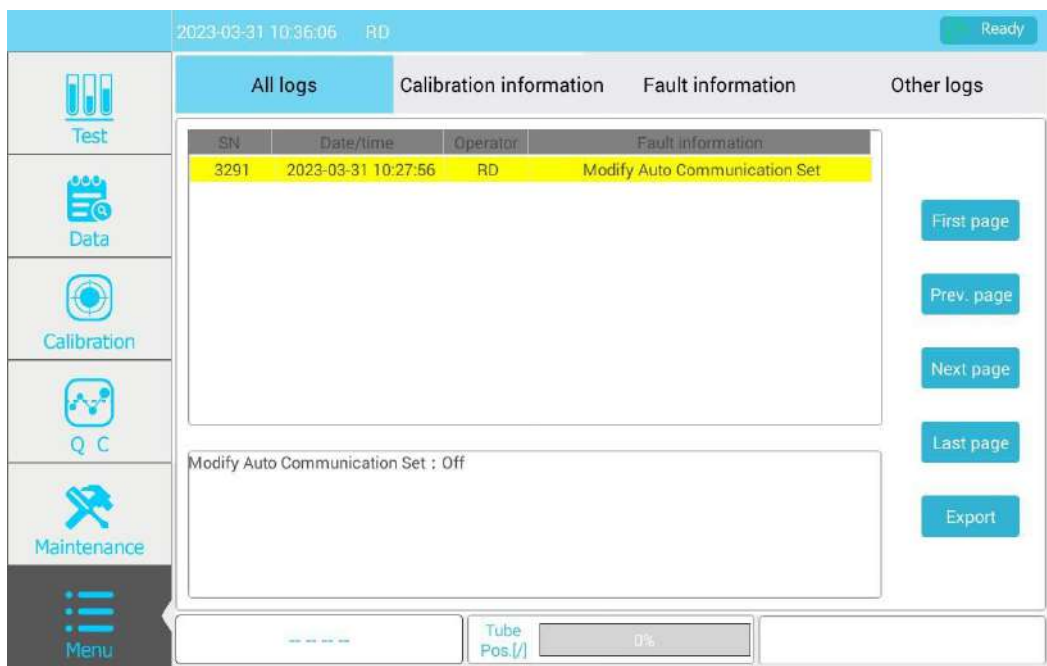 2023-03-31 10:36:06 RD Ready
All logs Calibration information Fault information Other logs
Test
Data
Calibration
Q C
Maintenance
Menu
SN Date/time Operator Fault information
3291 2023-03-31 10:27:56 RD Modify Auto Communication Set
First page
Prev. page
Next page
Last page
Export
Modify Auto Communication Set : Off
-- -- -- --
Tube
Pos.[/]
0%